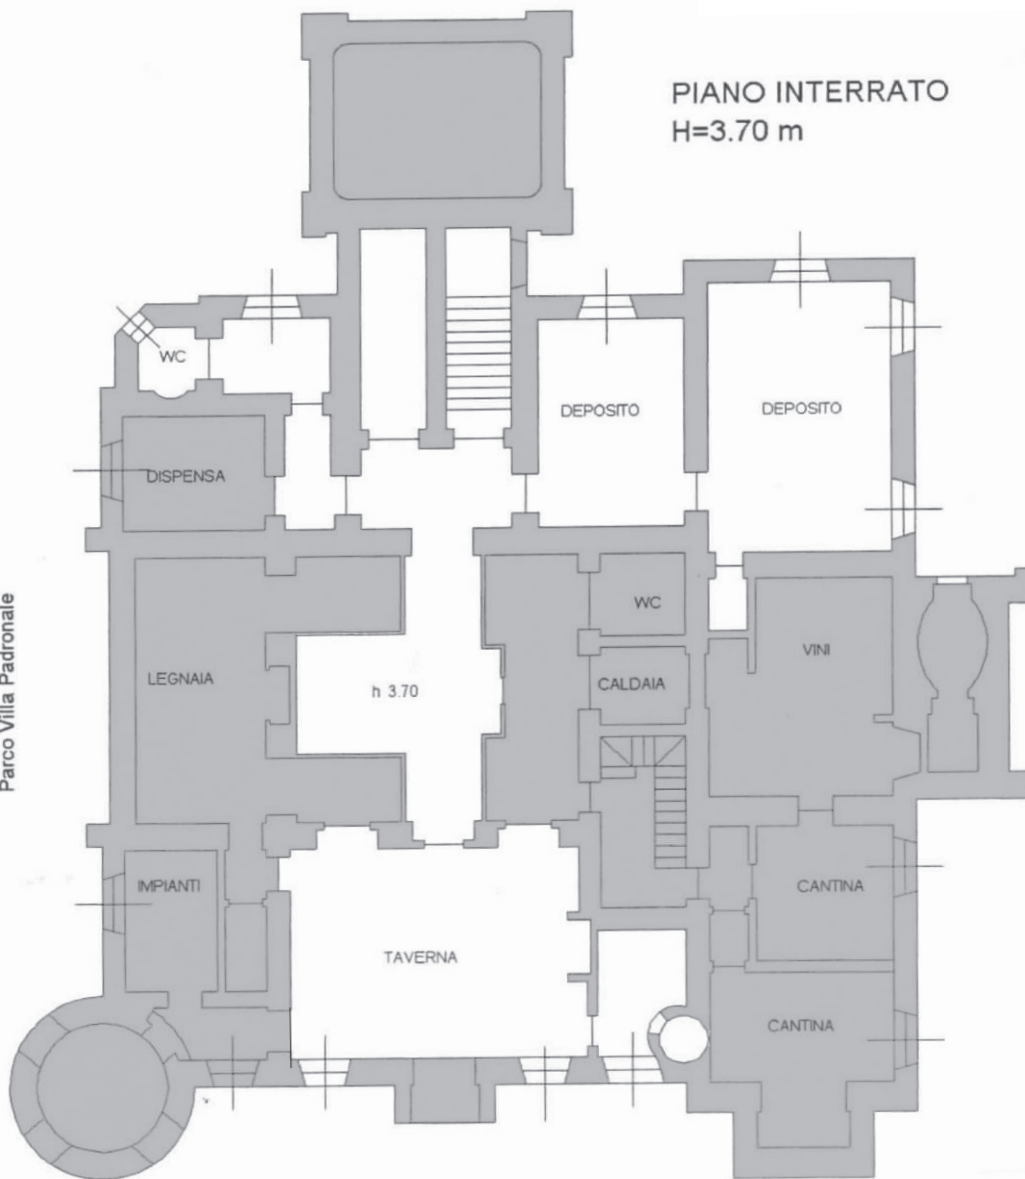 PIANO INTERRATO
H=3.70 m
WC
DEPOSITO
DEPOSITO
DISPENSA
WC
VINI
LEGNAIA
CALDAIA
h 3.70
Parco Villa Padronale
IMPIANTI
CANTINA
TAVERNA
CANTINA